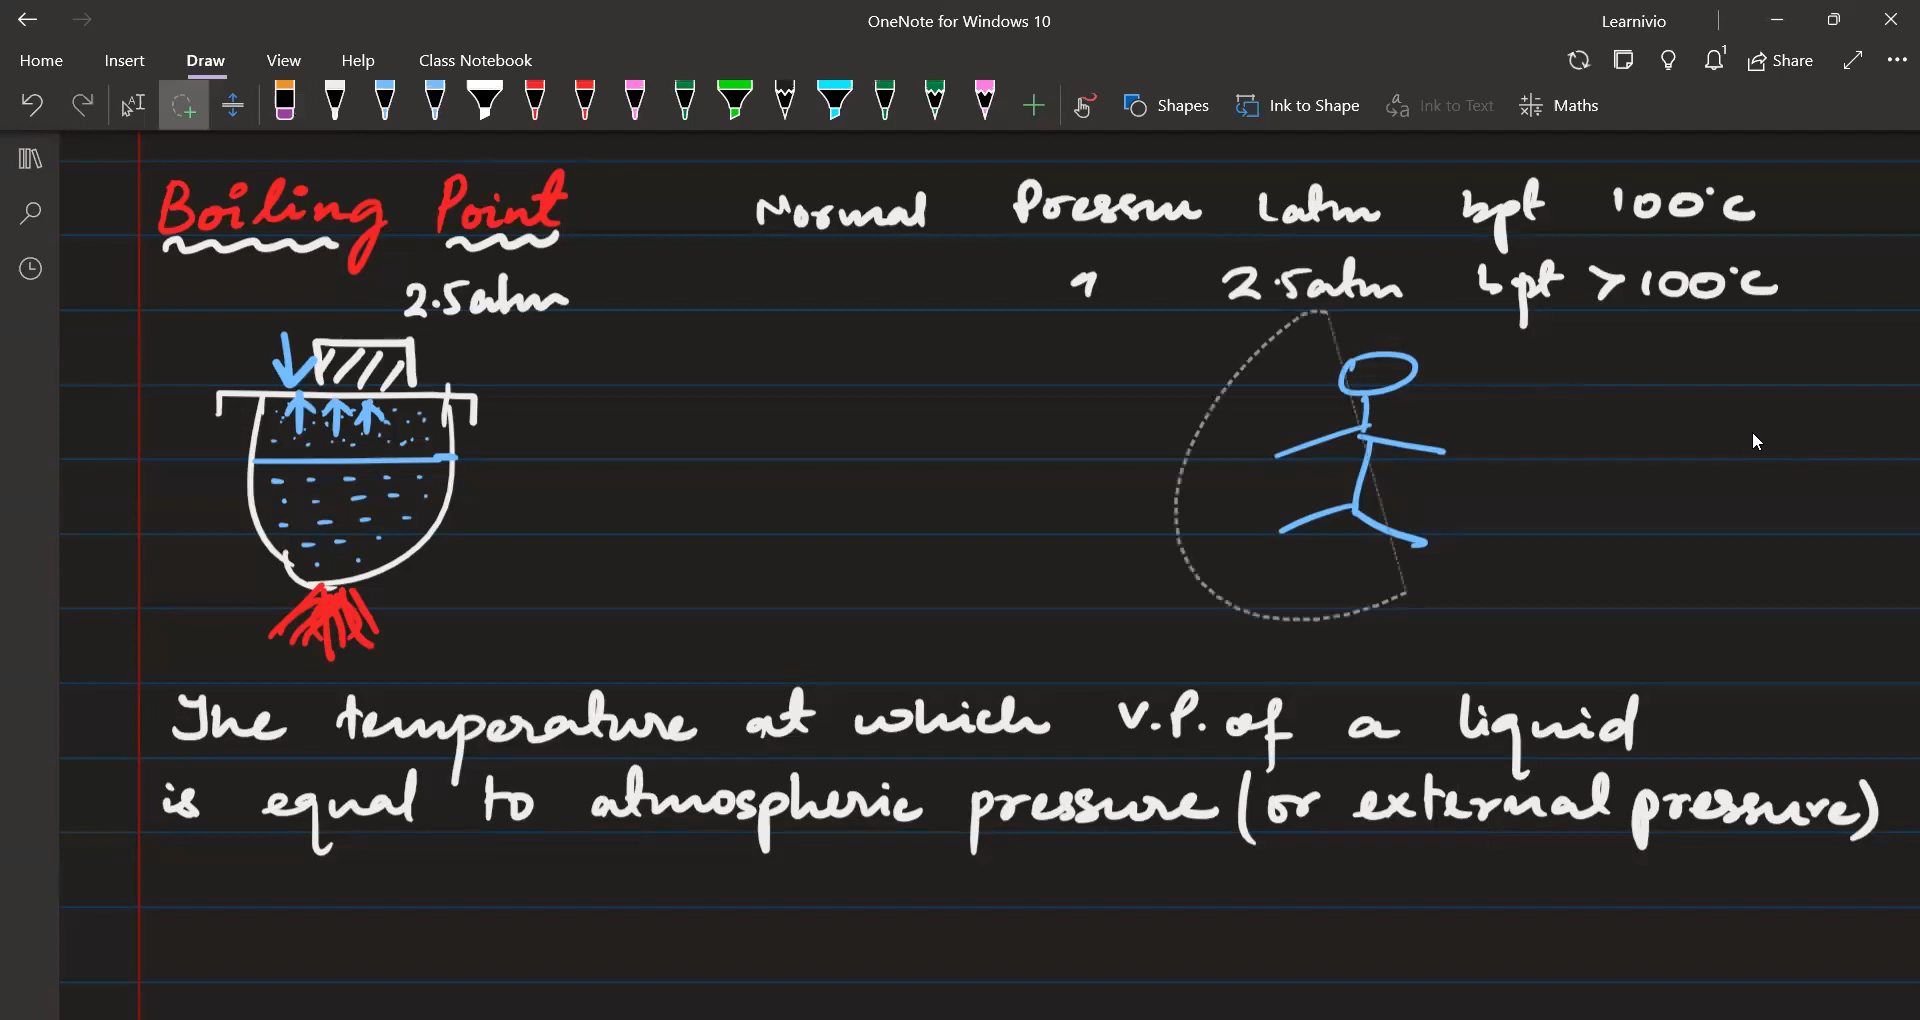 OneNote for Windows 10
Learnivio
Home Insert Draw View Help Class Notebook
1
Share
Shapes Ink to Shape Ink to Text Maths
Boiling Point
Normal Pressure 1atm bpt 100°C
2.5atm bpt > 100°C
2.5atm
The temperature at which v.P. of a liquid
is equal to atmospheric pressure (or external pressure)